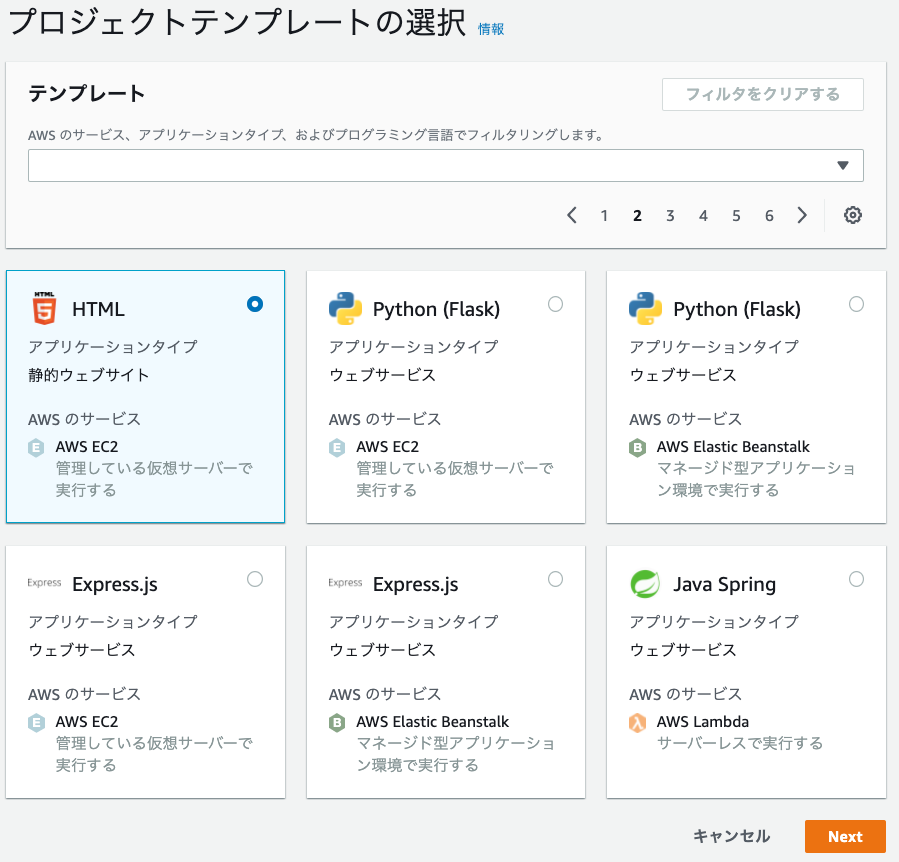 プロジェクトテンプレートの選択 情報
テンプレート
フィルタをクリアする
AWS のサービス、アプリケーションタイプ、およびプログラミング言語でフィルタリングします。
1 2 3 4 5 6
HTML 5 HTML
アプリケーションタイプ
静的ウェブサイト
AWS のサービス
E AWS EC2
管理している仮想サーバーで
実行する
Python (Flask)
アプリケーションタイプ
ウェブサービス
AWS のサービス
E AWS EC2
管理している仮想サーバーで
実行する
Python (Flask)
アプリケーションタイプ
ウェブサービス
AWS のサービス
B AWS Elastic Beanstalk
マネージド型アプリケーショ
ン環境で実行する
Express Express.js
アプリケーションタイプ
ウェブサービス
AWS のサービス
E AWS EC2
管理している仮想サーバーで
実行する
Express Express.js
アプリケーションタイプ
ウェブサービス
AWS のサービス
B AWS Elastic Beanstalk
マネージド型アプリケーショ
ン環境で実行する
Java Spring
アプリケーションタイプ
ウェブサービス
AWS のサービス
λ AWS Lambda
サーバーレスで実行する
キャンセル Next